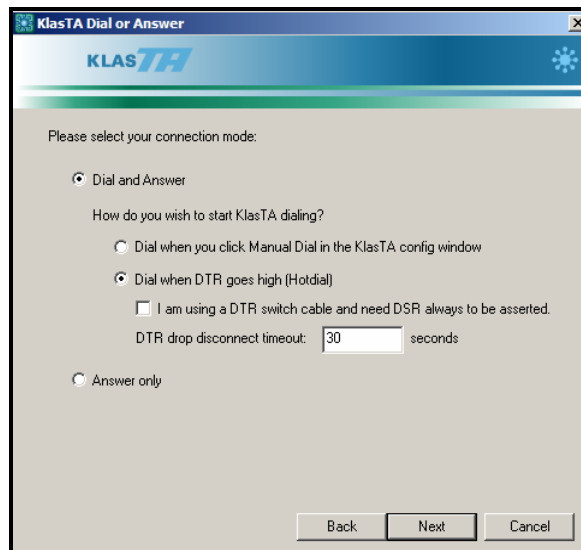 KlasTA Dial or Answer
KLASTA
Please select your connection mode:
Dial and Answer
How do you wish to start KlasTA dialing?
Dial when you click Manual Dial in the KlasTA config window
Dial when DTR goes high (Hotdial)
I am using a DTR switch cable and need DSR always to be asserted.
DTR drop disconnect timeout: 30 seconds
Answer only
Back Next Cancel